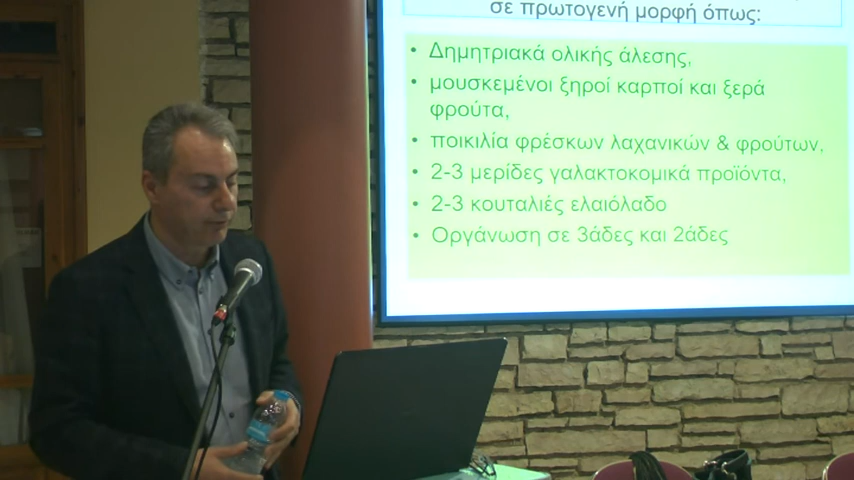 σε πρωτογενή μορφή όπως:
• Δημητριακά ολικής άλεσης,
• μουσκεμένοι ξηροί καρποί και ξερά
φρούτα,
• ποικιλία φρέσκων λαχανικών & φρούτων,
• 2-3 μερίδες γαλακτοκομικά προϊόντα,
• 2-3 κουταλιές ελαιόλαδο
• Οργάνωση σε 3άδες και 2άδες